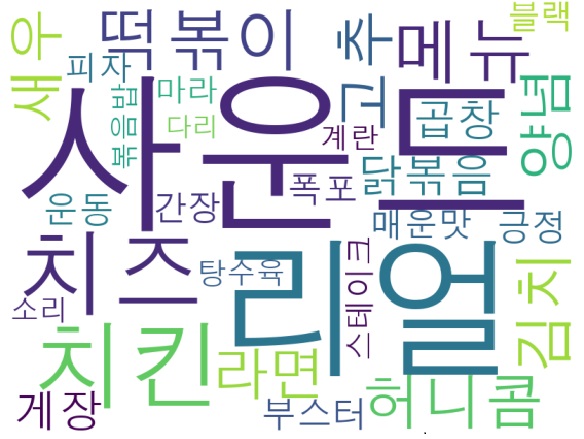 새우
떡볶이
고추
메뉴
블랙
피자
볶음밥
마라
다리
사운드
계란
곱창
양념
운동
간장
폭포
닭볶음
매운맛
긍정
치즈
탕수육
리얼
스테이크
김치
소리
치킨
라면
게장
부스터
허니콤